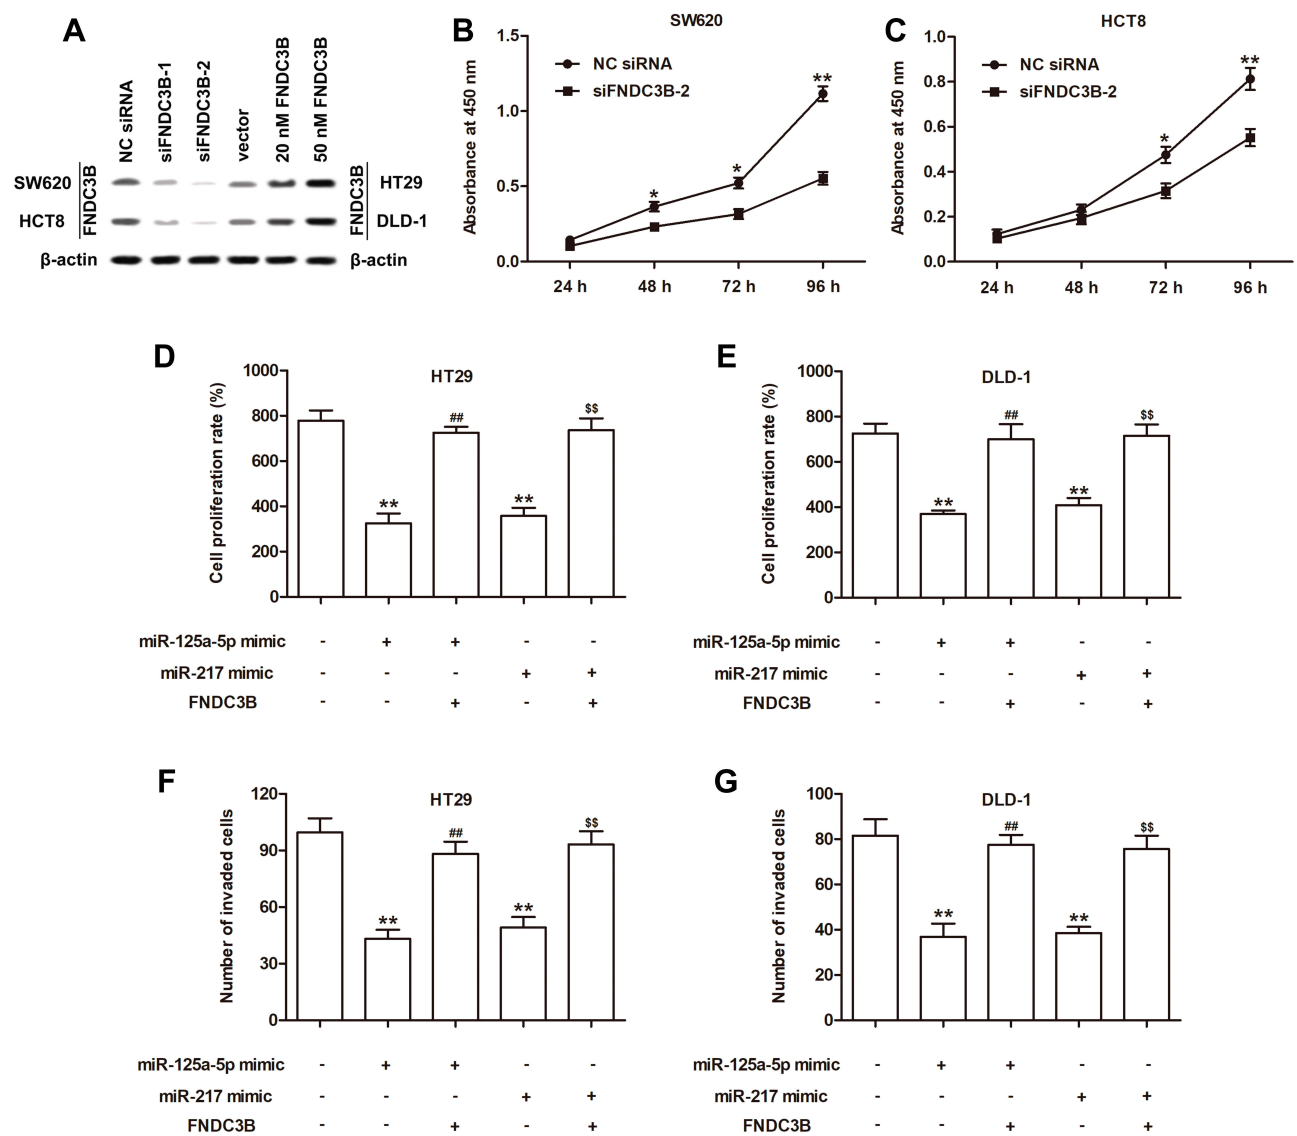 A
NC siRNA
siFNDC3B-1
siFNDC3B-2
vector
20 nM FNDC3B
50 nM FNDC3B
SW620
HCT8
FNDC3B
FNDC3B
HT29
DLD-1
β-actin
β-actin
B
SW620
Absorbance at 450 nm
1.5
1.0
0.5
0.0
NC siRNA
siFNDC3B-2
*
*
**
24 h
48 h
72 h
96 h
C
HCT8
Absorbance at 450 nm
1.0
0.8
0.6
0.4
0.2
0.0
NC siRNA
siFNDC3B-2
*
**
24 h
48 h
72 h
96 h
D
HT29
Cell proliferation rate (%)
1000
800
600
400
200
0
**
##
**
$$
miR-125a-5p mimic - + + - -
miR-217 mimic - - - + +
FNDC3B - - + - +
E
DLD-1
Cell proliferation rate (%)
1000
800
600
400
200
0
**
##
**
$$
miR-125a-5p mimic - + + - -
miR-217 mimic - - - + +
FNDC3B - - + - +
F
HT29
Number of invaded cells
120
90
60
30
0
**
##
**
$$
miR-125a-5p mimic - + + - -
miR-217 mimic - - - + +
FNDC3B - - + - +
G
DLD-1
Number of invaded cells
100
80
60
40
20
0
**
##
**
$$
miR-125a-5p mimic - + + - -
miR-217 mimic - - - + +
FNDC3B - - + - +